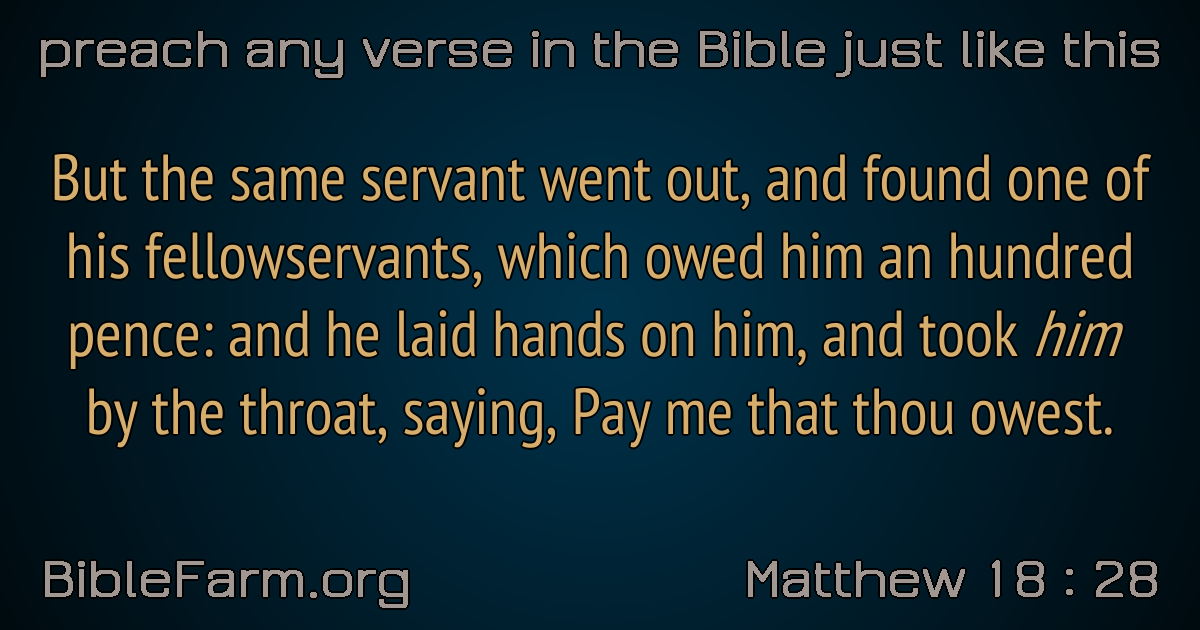 preach any verse in the Bible just like this
But the same servant went out, and found one of
his fellowservants, which owed him an hundred
pence: and he laid hands on him, and took him
by the throat, saying, Pay me that thou owest.
BibleFarm.org
Matthew 18 : 28